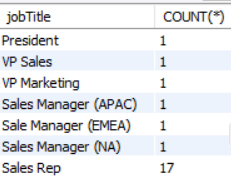 jobTitle COUNT(*)
President 1
VP Sales 1
VP Marketing 1
Sales Manager (APAC) 1
Sale Manager (EMEA) 1
Sales Manager (NA) 1
Sales Rep 17